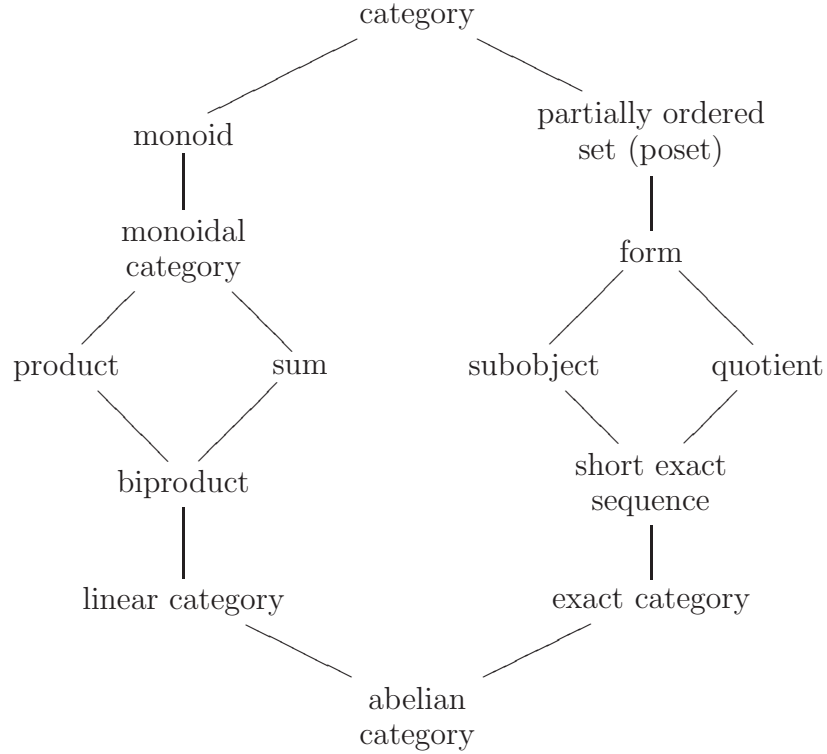 category
monoid
partially ordered
set (poset)
monoidal
category
form
product
sum
subobject
quotient
biproduct
short exact
sequence
linear category
exact category
abelian
category